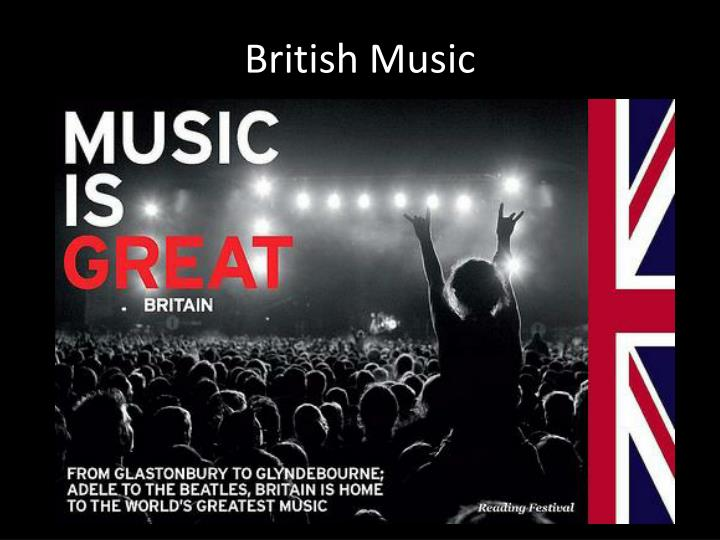 British Music
MUSIC
IS
GREAT
BRITAIN
FROM GLASTONBURY TO GLYNDEBOURNE;
ADELE TO THE BEATLES, BRITAIN IS HOME
TO THE WORLD'S GREATEST MUSIC
Reading Festival